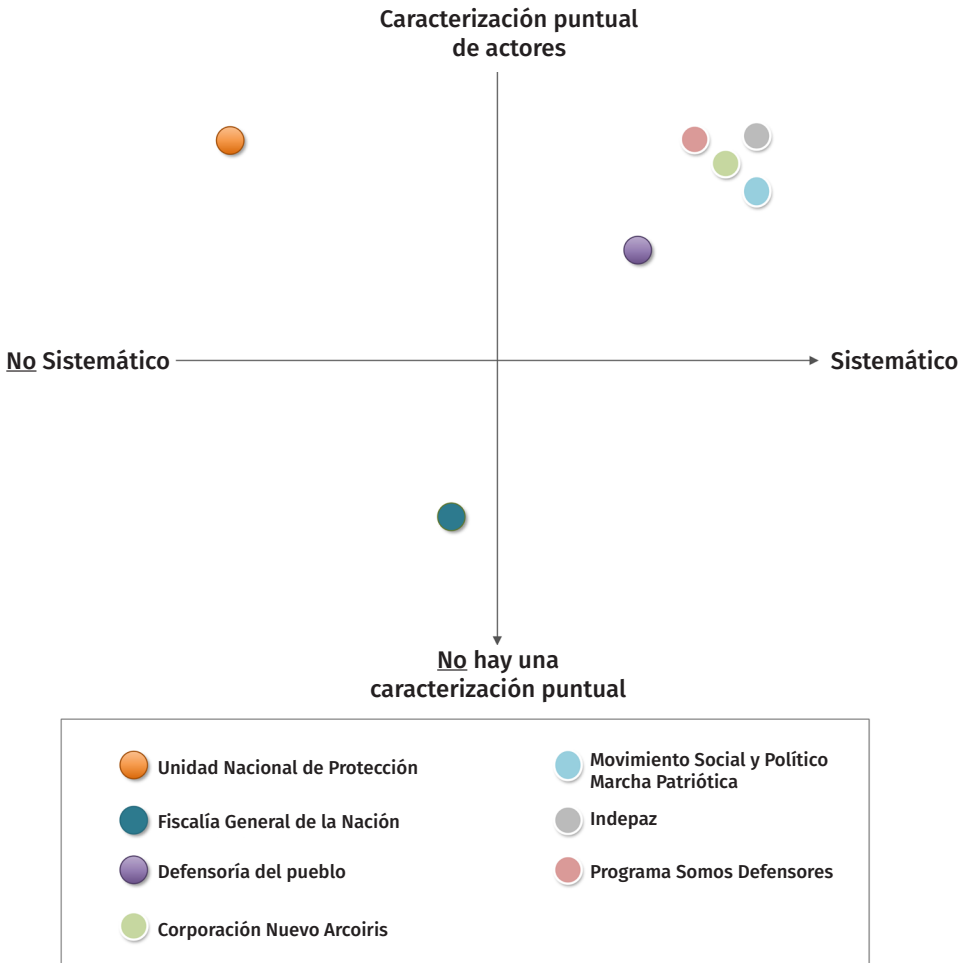 Caracterización puntual
de actores
No Sistemático
Sistemático
No hay una
caracterización puntual
Unidad Nacional de Protección
Fiscalía General de la Nación
Defensoría del pueblo
Corporación Nuevo Arcoiris
Movimiento Social y Político
Marcha Patriótica
Indepaz
Programa Somos Defensores